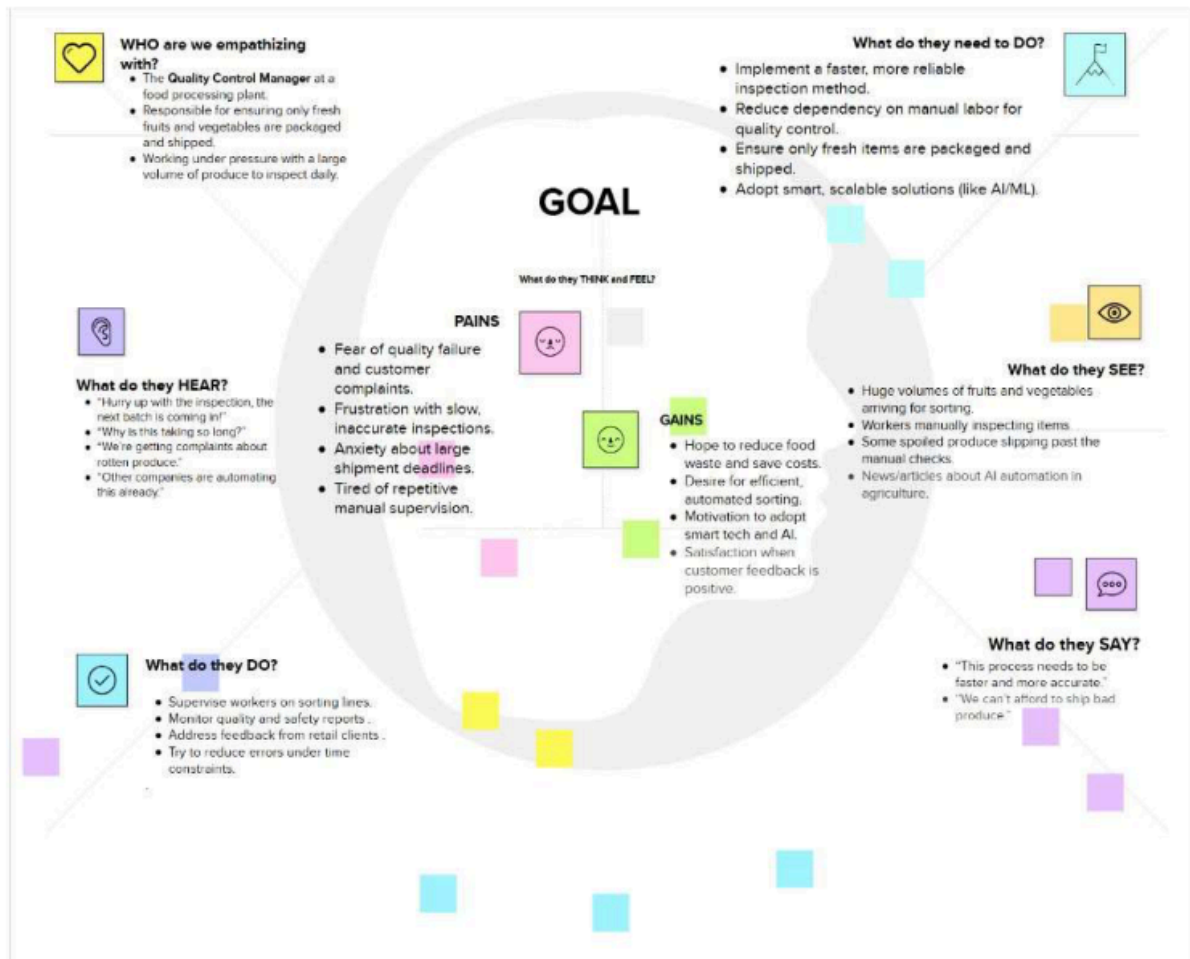 WHO are we empathizing
with?
• The Quality Control Manager at a
food processing plant.
• Responsible for ensuring only fresh
fruits and vegetables are packaged
and shipped.
• Working under pressure with a large
volume of produce to inspect daily.
What do they need to DO?
• Implement a faster, more reliable
inspection method.
• Reduce dependency on manual labor for
quality control.
• Ensure only fresh items are packaged and
shipped.
• Adopt smart, scalable solutions (like AI/ML).
GOAL
What do they THINK and FEEL?
PAINS
• Fear of quality failure
and customer
complaints.
• Frustration with slow,
inaccurate inspections.
• Anxiety about large
shipment deadlines.
• Tired of repetitive
manual supervision.
GAINS
• Hope to reduce food
waste and save costs.
• Desire for efficient,
automated sorting.
• Motivation to adopt
smart tech and AI.
• Satisfaction when
customer feedback is
positive.
What do they HEAR?
• "Hurry up with the inspection, the
next batch is coming in!"
• "Why is this taking so long?"
• "We're getting complaints about
rotten produce."
• "Other companies are automating
this already."
What do they SEE?
• Huge volumes of fruits and vegetables
arriving for sorting.
• Workers manually inspecting items
• Some spoiled produce slipping past the
manual checks.
• News/articles about AI automation in
agriculture.
What do they SAY?
• "This process needs to be
faster and more accurate."
• "We can't afford to ship bad
produce."
What do they DO?
• Supervise workers on sorting lines.
• Monitor quality and safety reports .
• Address feedback from retail clients .
• Try to reduce errors under time
constraints.
.